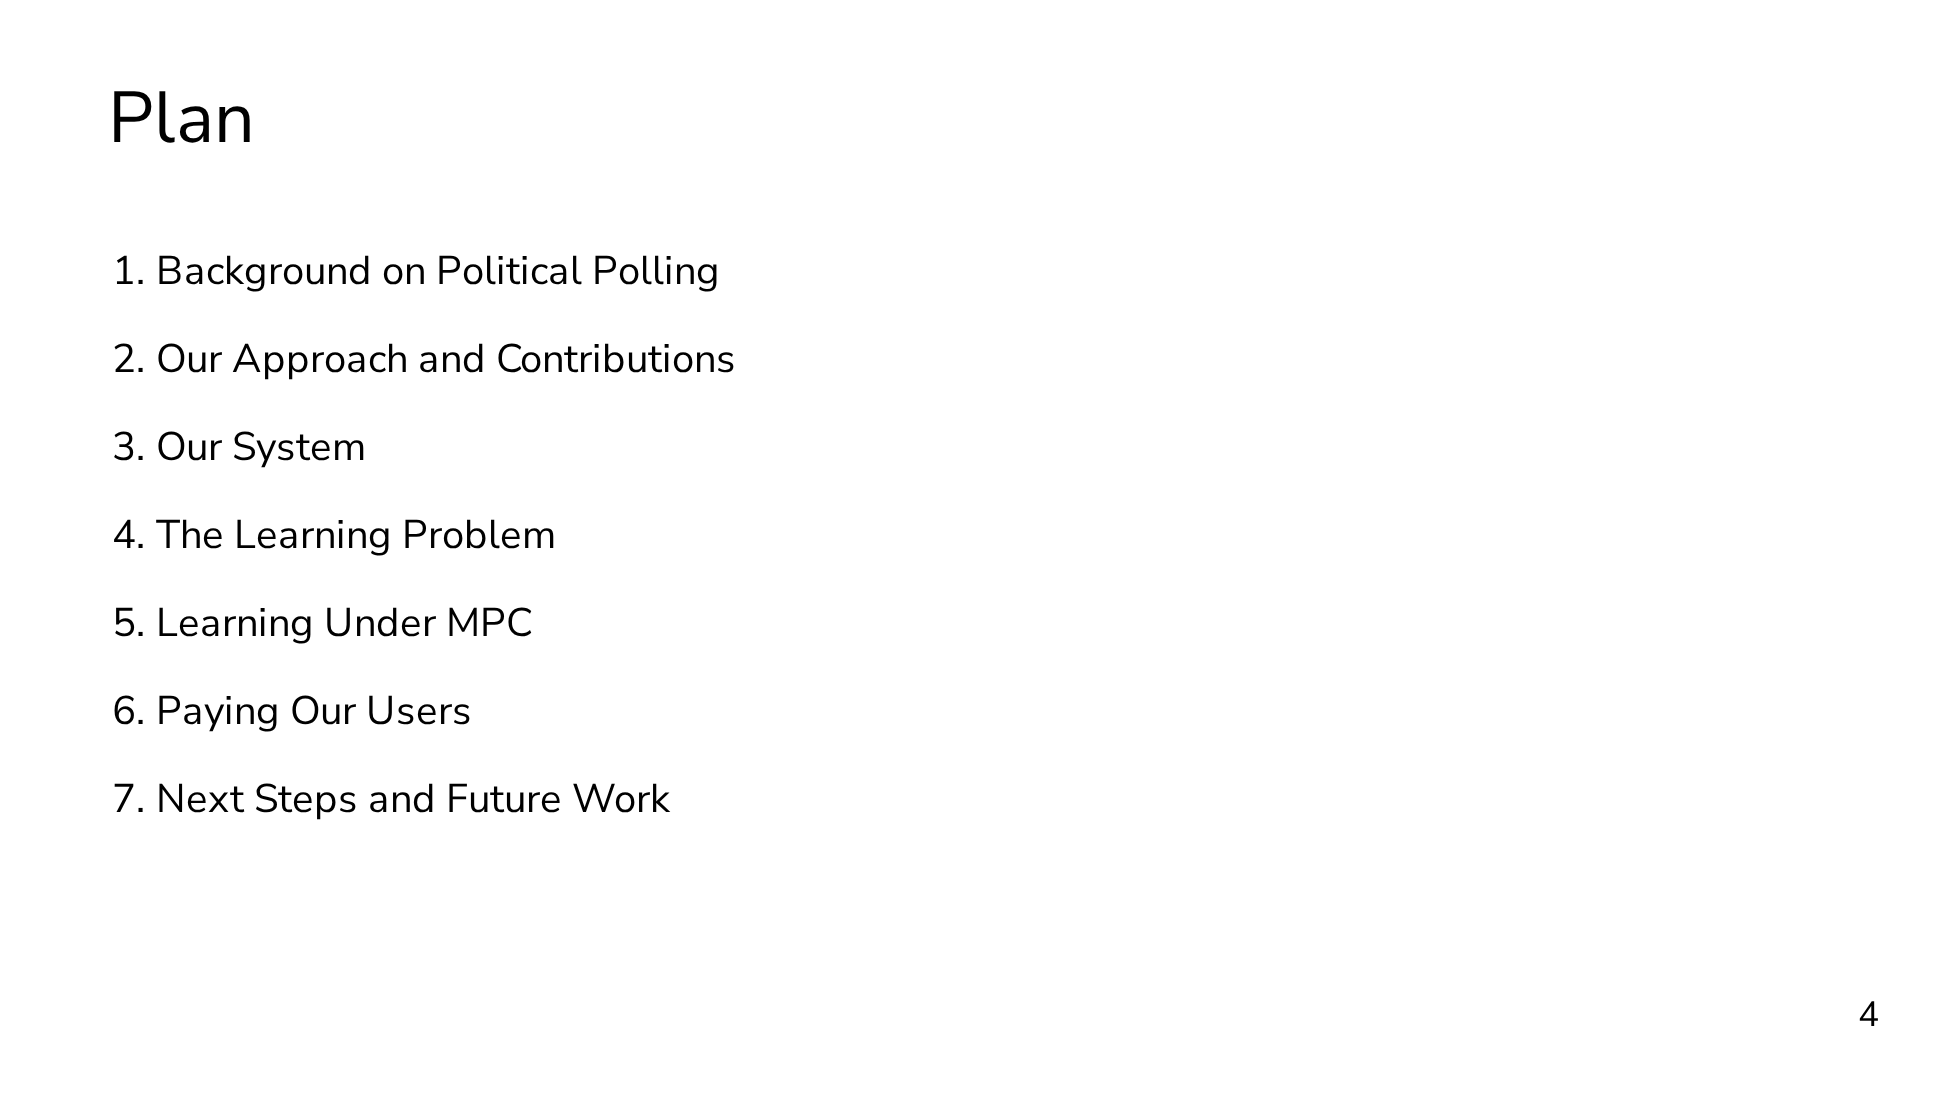 Plan
1. Background on Political Polling
2. Our Approach and Contributions
3. Our System
4. The Learning Problem
5. Learning Under MPC
6. Paying Our Users
7. Next Steps and Future Work
4